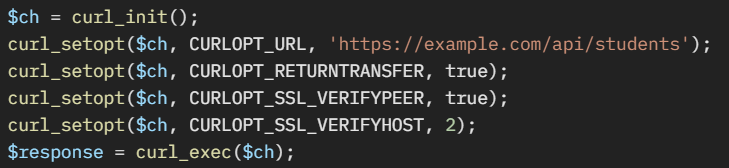 $ch = curl_init();
curl_setopt($ch, CURLOPT_URL, 'https://example.com/api/students');
curl_setopt($ch, CURLOPT_RETURNTRANSFER, true);
curl_setopt($ch, CURLOPT_SSL_VERIFYPEER, true);
curl_setopt($ch, CURLOPT_SSL_VERIFYHOST, 2);
$response = curl_exec($ch);